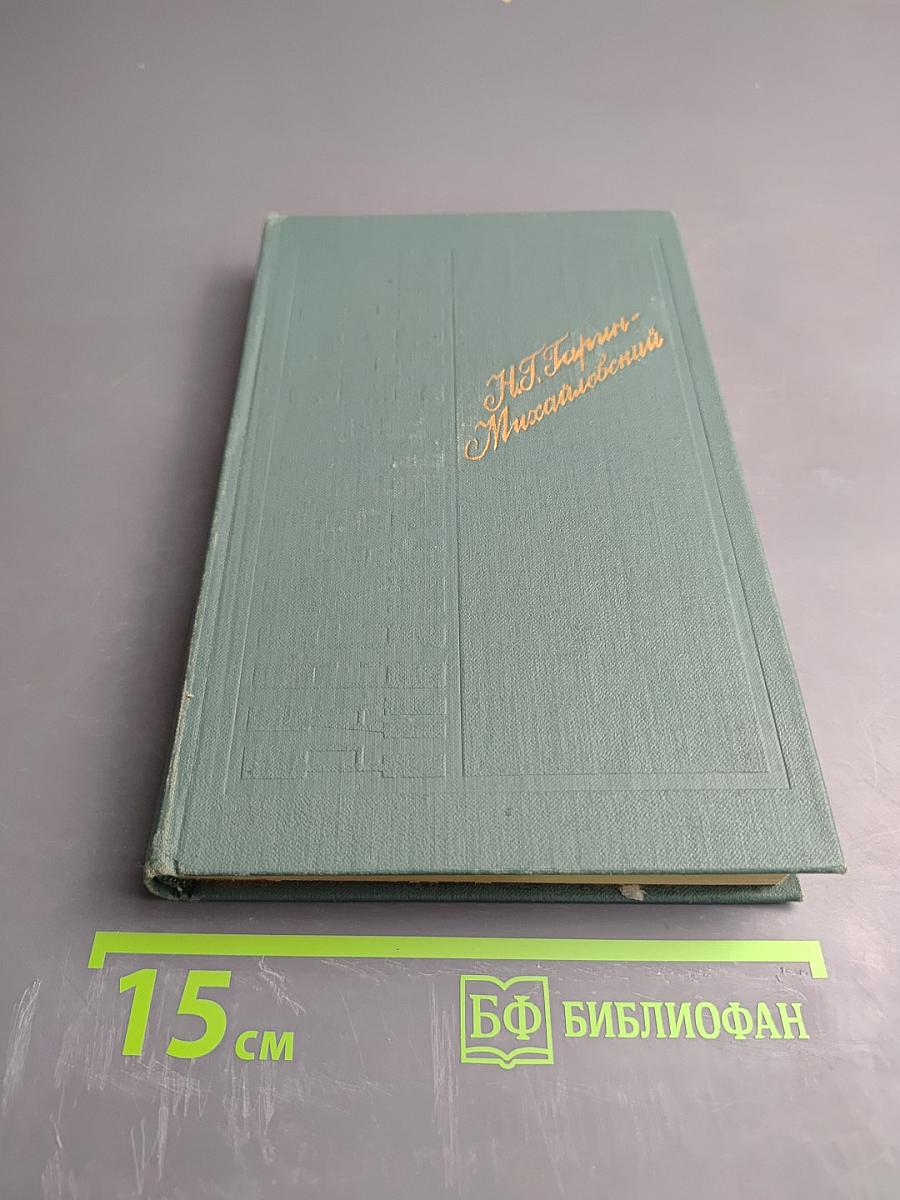 Н.Г. Гарин-
Михайловский
15 см
БФ БИБЛИОФАН